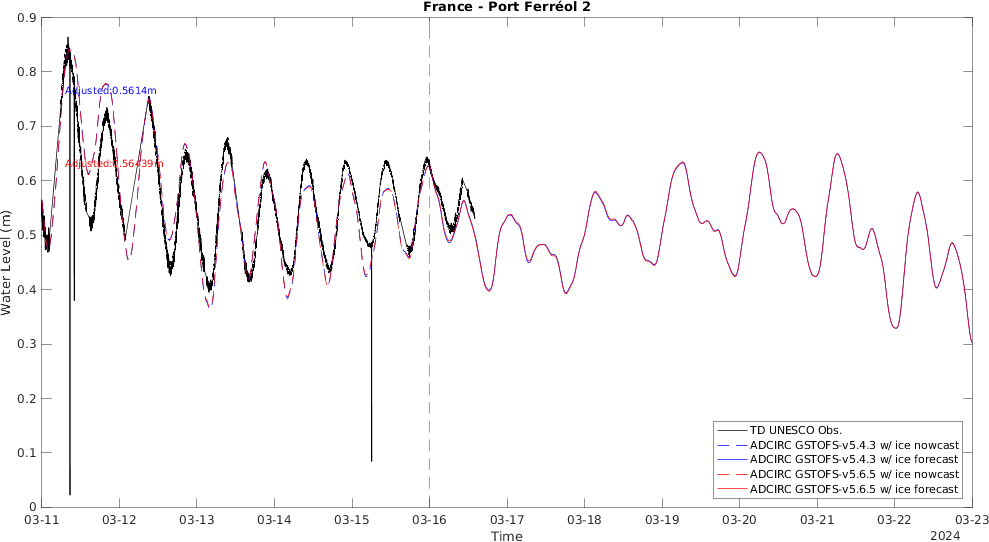 France - Port Ferréol 2
0.9
0.8
0.7
0.6
0.5
0.4
0.3
0.2
0.1
0
Water Level (m)
Adjusted:0.5614m
Adjusted:0.56439m
TD UNESCO Obs.
ADCIRC GSTOFS-v5.4.3 w/ ice nowcast
ADCIRC GSTOFS-v5.4.3 w/ ice forecast
ADCIRC GSTOFS-v5.6.5 w/ ice nowcast
ADCIRC GSTOFS-v5.6.5 w/ ice forecast
03-11 03-12 03-13 03-14 03-15 03-16 03-17 03-18 03-19 03-20 03-21 03-22 03-23
Time
2024